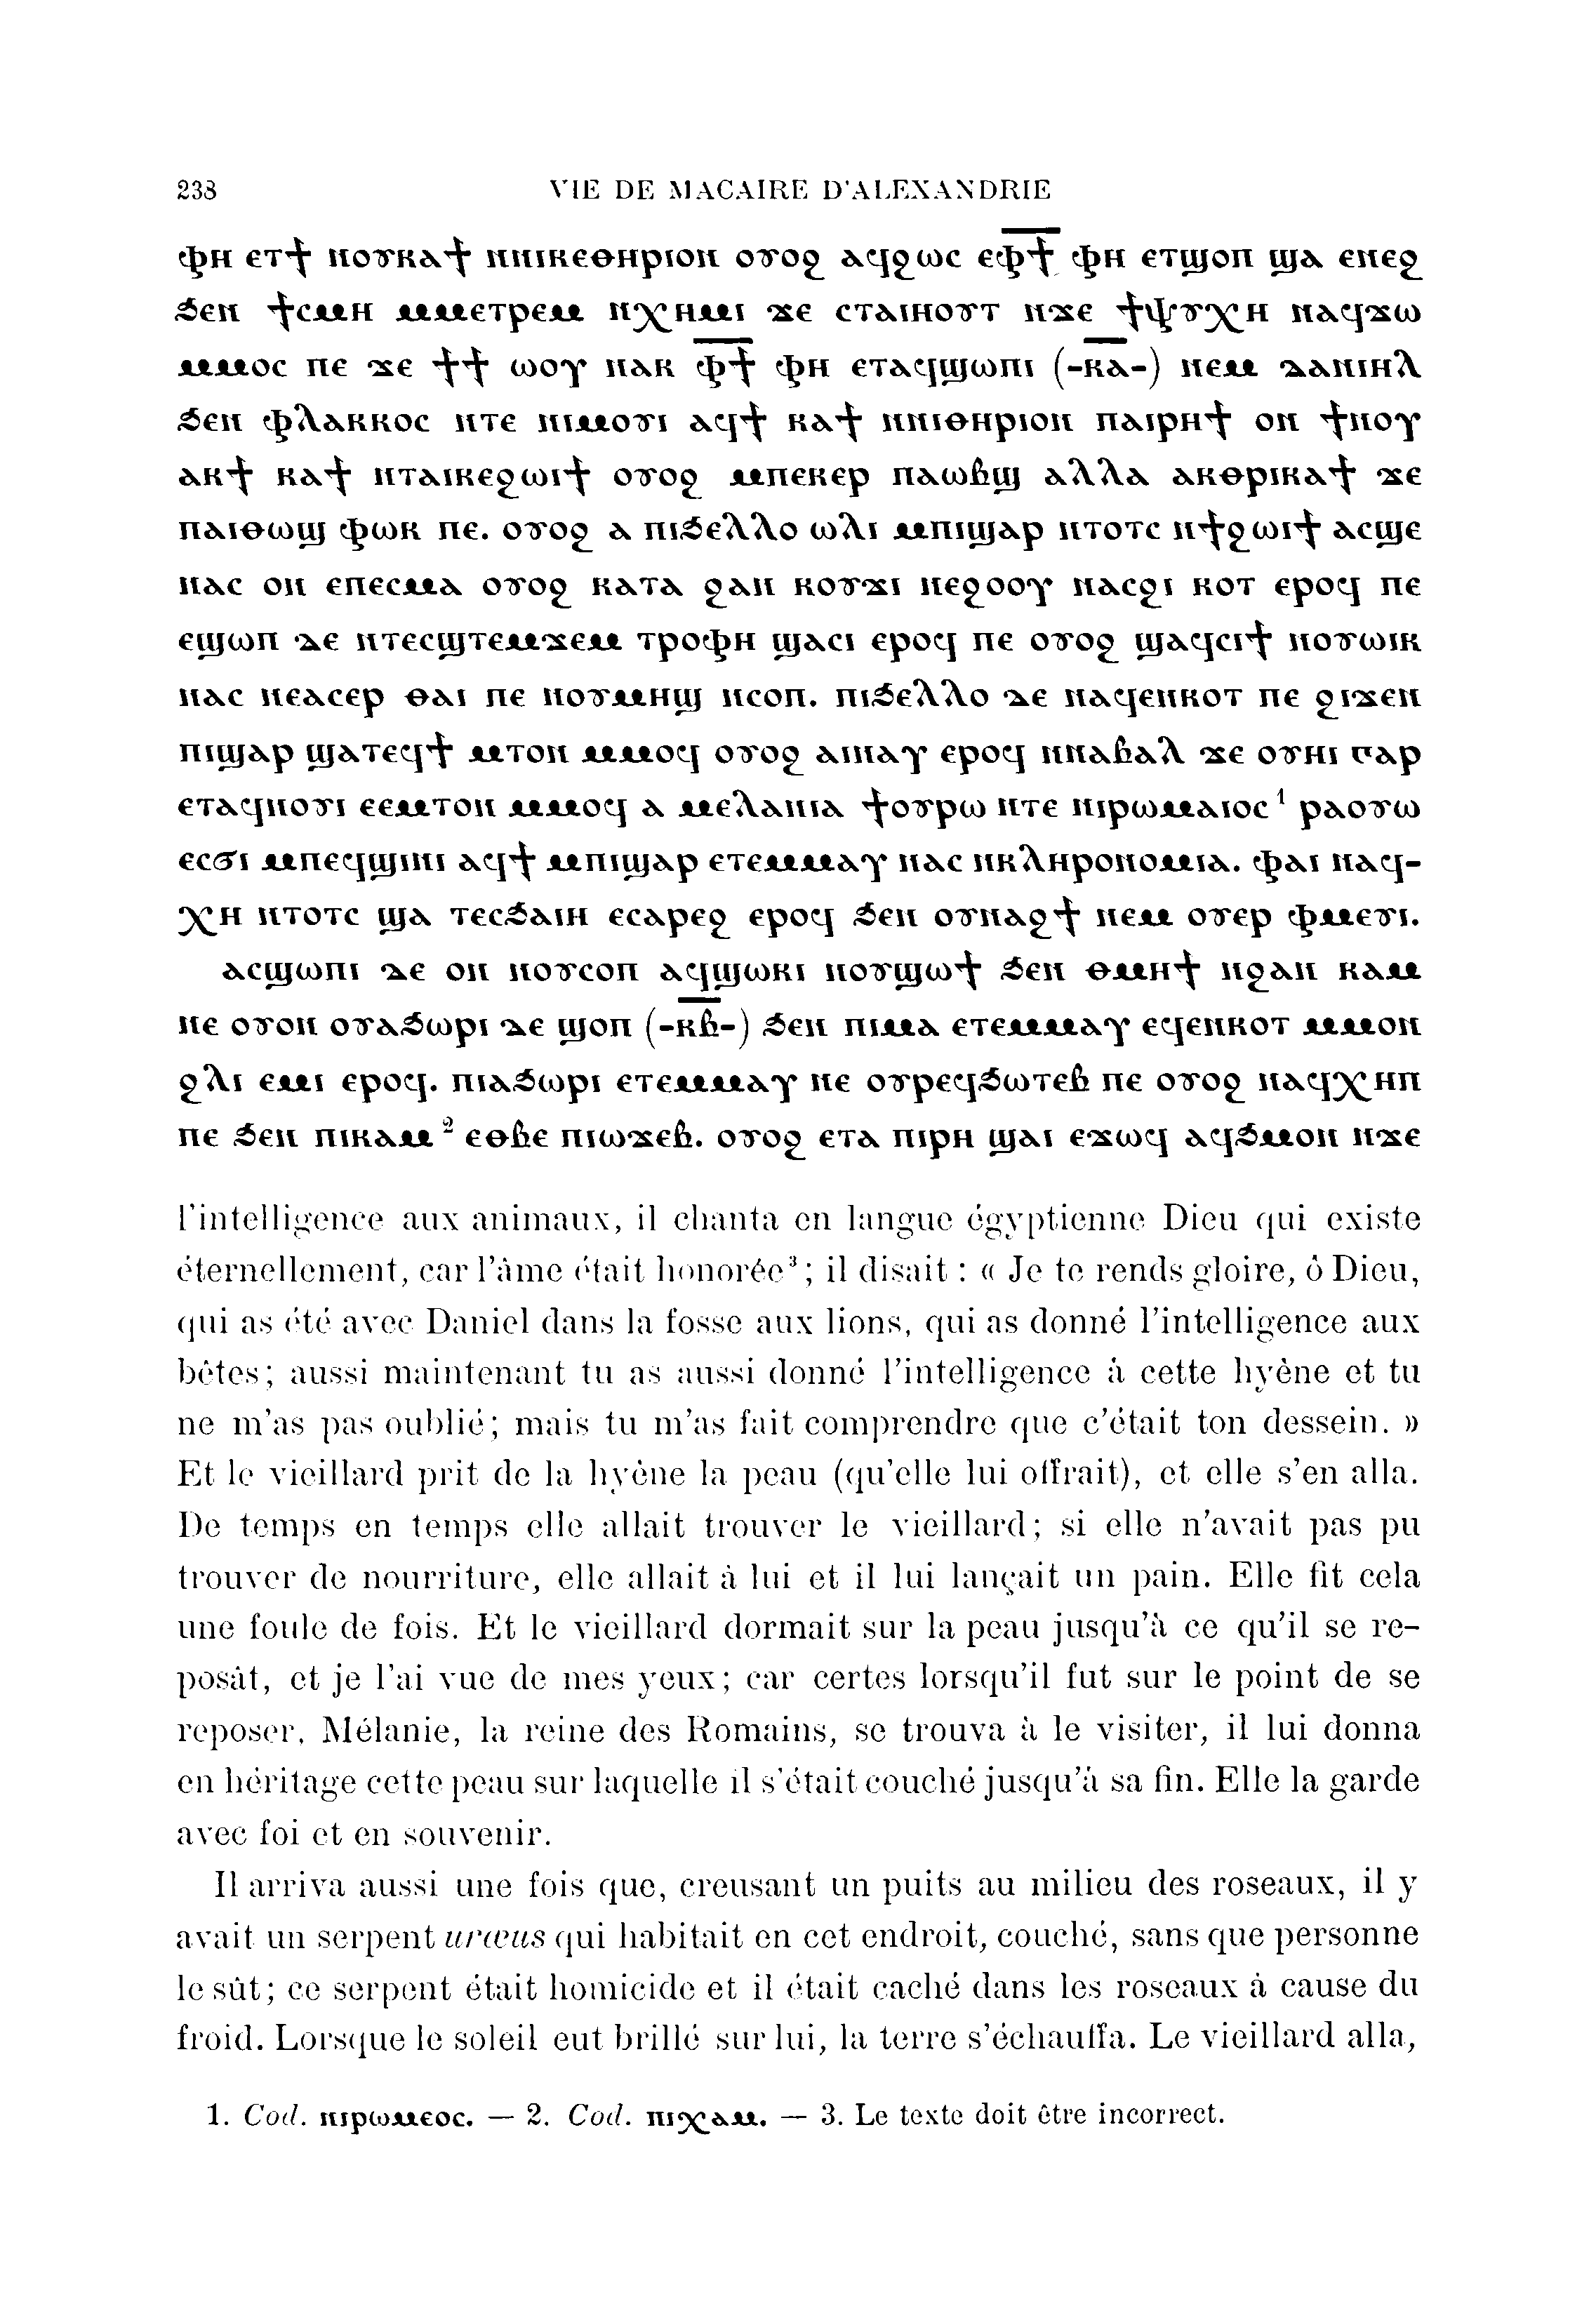 238 VIE DE MACAIRE D'ALEXANDRIE
ⲫⲏ ⲉⲧϯ ⲛⲟⲩⲕⲁϯ ⲛⲛⲓⲕⲉⲑⲏⲣⲓⲟⲛ ⲟⲩⲟϩ ⲁϥϩⲱⲥ ⲉⲫ̅ϯ̅ ⲫⲏ ⲉⲧϣⲟⲡ ϣⲁ ⲉⲛⲉϩ
ϧⲉⲛ ϯⲥⲙⲏ ⲙⲙⲉⲧⲣⲉⲙ ⲛⲭⲏⲙⲓ ϫⲉ ⲥⲧⲁⲓⲏⲟⲩⲧ ⲛϫⲉ ϯⲯⲩⲭⲏ ⲛⲁϥϫⲱ
ⲙⲙⲟⲥ ⲡⲉ ϫⲉ ϯϯ ⲱⲟⲩ ⲛⲁⲕ ⲫ̅ϯ̅ ⲫⲏ ⲉⲧⲁϥϣⲱⲡⲓ (-ⲕ̅ⲁ̅-) ⲛⲉⲙ ⲇⲁⲛⲓⲏⲗ
ϧⲉⲛ ⲫⲗⲁⲕⲕⲟⲥ ⲛⲧⲉ ⲛⲓⲙⲟⲩⲓ ⲁϥϯ ⲕⲁϯ ⲛⲛⲓⲑⲏⲣⲓⲟⲛ ⲡⲁⲓⲣⲏϯ ⲟⲛ ϯⲛⲟⲩ
ⲁⲕϯ ⲕⲁϯ ⲛⲧⲁⲓⲕⲉϩⲱⲓϯ ⲟⲩⲟϩ ⲙⲡⲉⲕⲉⲣ ⲡⲁⲱⲃϣ ⲁⲗⲗⲁ ⲁⲕⲑⲣⲓⲕⲁϯ ϫⲉ
ⲡⲁⲓⲑⲱϣ ⲫⲱⲕ ⲡⲉ. ⲟⲩⲟϩ ⲁ ⲡⲓϧⲉⲗⲗⲟ ⲱⲗⲓ ⲙⲡⲓϣⲁⲣ ⲛⲧⲟⲧⲥ ⲛϯϩⲱⲓϯ ⲁⲥϣⲉ
ⲛⲁⲥ ⲟⲛ ⲉⲡⲉⲥⲙⲁ ⲟⲩⲟϩ ⲕⲁⲧⲁ ϩⲁⲛ ⲕⲟⲩϫⲓ ⲛⲉϩⲟⲟⲩ ⲛⲁⲥϩⲓ ⲕⲟⲧ ⲉⲣⲟϥ ⲡⲉ
ⲉϣⲱⲡ ⲇⲉ ⲛⲧⲉⲥϣⲧⲉⲙϫⲉⲙ ⲧⲣⲟⲫⲏ ϣⲁⲥⲓ ⲉⲣⲟϥ ⲡⲉ ⲟⲩⲟϩ ϣⲁϥⲥⲓϯ ⲛⲟⲩⲱⲓⲕ
ⲛⲁⲥ ⲛⲉⲁⲥⲉⲣ ⲑⲁⲓ ⲡⲉ ⲛⲟⲩⲙⲏϣ ⲛⲥⲟⲡ. ⲡⲓϧⲉⲗⲗⲟ ⲇⲉ ⲛⲁϥⲉⲛⲕⲟⲧ ⲡⲉ ϩⲓϫⲉⲛ
ⲡⲓϣⲁⲣ ϣⲁⲧⲉϥϯ ⲙⲧⲟⲛ ⲙⲙⲟϥ ⲟⲩⲟϩ ⲁⲓⲛⲁⲩ ⲉⲣⲟϥ ⲛⲛⲁⲃⲁⲗ ϫⲉ ⲟⲩⲏⲓ ⲅⲁⲣ
ⲉⲧⲁϥⲛⲟⲩⲓ ⲉⲉⲙⲧⲟⲛ ⲙⲙⲟϥ ⲁ ⲙⲉⲗⲁⲛⲓⲁ ϯⲟⲩⲣⲱ ⲛⲧⲉ ⲛⲓⲣⲱⲙⲁⲓⲟⲥ¹ ⲣⲁⲟⲩⲱ
ⲉⲥϭⲓ ⲙⲡⲉϥϣⲓⲛⲓ ⲁϥϯ ⲙⲡⲓϣⲁⲣ ⲉⲧⲉⲙⲙⲁⲩ ⲛⲁⲥ ⲛⲕⲗⲏⲣⲟⲛⲟⲙⲓⲁ. ⲫⲁⲓ ⲛⲁϥ-
ⲭⲏ ⲛⲧⲟⲧⲥ ϣⲁ ⲧⲉⲥϧⲁⲓⲏ ⲉⲥⲁⲣⲉϩ ⲉⲣⲟϥ ϧⲉⲛ ⲟⲩⲛⲁϩϯ ⲛⲉⲙ ⲟⲩⲉⲣ ⲫⲙⲉⲩⲓ.
ⲁⲥϣⲱⲡⲓ ⲇⲉ ⲟⲛ ⲛⲟⲩⲥⲟⲡ ⲁϥϣⲱⲕⲓ ⲛⲟⲩϣⲱϯ ϧⲉⲛ ⲑⲙⲏϯ ⲛϩⲁⲛ ⲕⲁⲙ
ⲛⲉ ⲟⲩⲟⲛ ⲟⲩⲁϧⲱⲣⲓ ⲇⲉ ϣⲟⲡ (-ⲕ̅ⲃ̅-) ϧⲉⲛ ⲡⲓⲙⲁ ⲉⲧⲉⲙⲙⲁⲩ ⲉϥⲉⲛⲕⲟⲧ ⲙⲙⲟⲛ
ϩⲗⲓ ⲉⲙⲓ ⲉⲣⲟϥ. ⲡⲓⲁϧⲱⲣⲓ ⲉⲧⲉⲙⲙⲁⲩ ⲛⲉ ⲟⲩⲣⲉϥϧⲱⲧⲉⲃ ⲡⲉ ⲟⲩⲟϩ ⲛⲁϥⲭⲏⲡ
ⲡⲉ ϧⲉⲛ ⲡⲓⲕⲁⲙ² ⲉⲑⲃⲉ ⲡⲓⲱϫⲉⲃ. ⲟⲩⲟϩ ⲉⲧⲁ ⲡⲓⲣⲏ ϣⲁⲓ ⲉϫⲱϥ ⲁϥϧⲙⲟⲛ ⲛϫⲉ
l'intelligence aux animaux, il chanta en langue égyptienne Dieu qui existe
éternellement, car l'âme était honorée³; il disait : « Je te rends gloire, ô Dieu,
qui as été avec Daniel dans la fosse aux lions, qui as donné l'intelligence aux
bêtes; aussi maintenant tu as aussi donné l'intelligence à cette hyène et tu
ne m'as pas oublié; mais tu m'as fait comprendre que c'était ton dessein. »
Et le vieillard prit de la hyène la peau (qu'elle lui offrait), et elle s'en alla.
De temps en temps elle allait trouver le vieillard; si elle n'avait pas pu
trouver de nourriture, elle allait à lui et il lui lançait un pain. Elle fit cela
une foule de fois. Et le vieillard dormait sur la peau jusqu'à ce qu'il se re-
posât, et je l'ai vue de mes yeux; car certes lorsqu'il fut sur le point de se
reposer, Mélanie, la reine des Romains, se trouva à le visiter, il lui donna
en héritage cette peau sur laquelle il s'était couché jusqu'à sa fin. Elle la garde
avec foi et en souvenir.
Il arriva aussi une fois que, creusant un puits au milieu des roseaux, il y
avait un serpent urœus qui habitait en cet endroit, couché, sans que personne
le sût; ce serpent était homicide et il était caché dans les roseaux à cause du
froid. Lorsque le soleil eut brillé sur lui, la terre s'échauffa. Le vieillard alla,
1. Cod. ⲛⲓⲣⲱⲙⲉⲟⲥ. — 2. Cod. ⲡⲓⲭⲁⲙ. — 3. Le texte doit être incorrect.